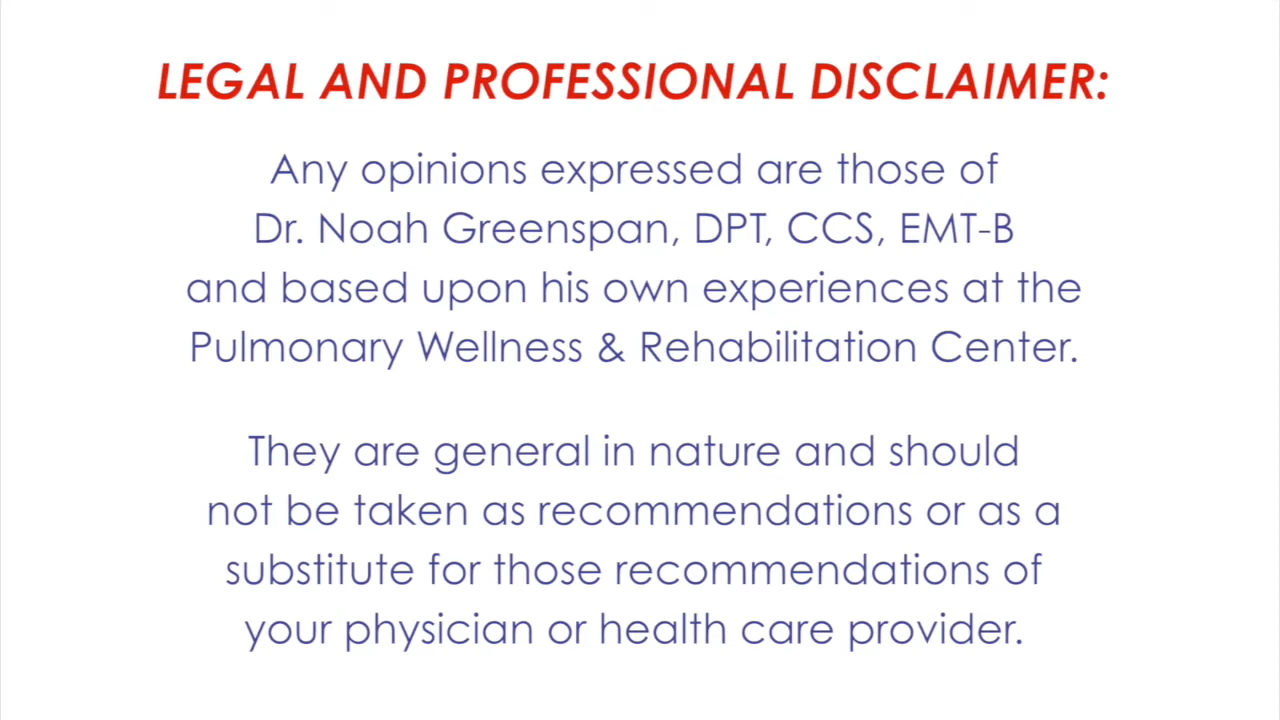 LEGAL AND PROFESSIONAL DISCLAIMER:
Any opinions expressed are those of
Dr. Noah Greenspan, DPT, CCS, EMT-B
and based upon his own experiences at the
Pulmonary Wellness & Rehabilitation Center.
They are general in nature and should
not be taken as recommendations or as a
substitute for those recommendations of
your physician or health care provider.